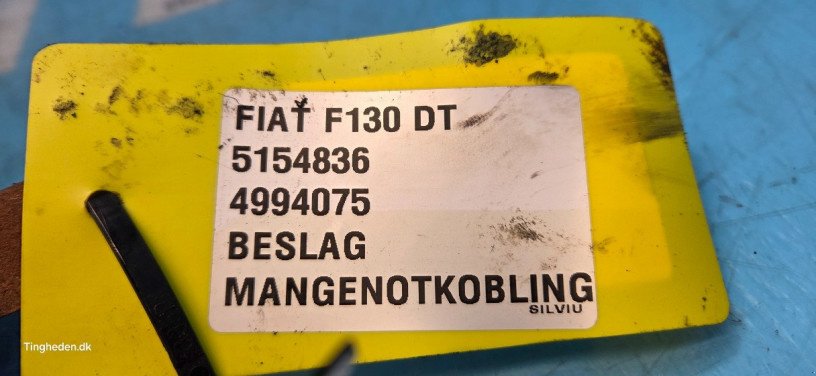 FIAT F130 DT
5154836
4994075
BESLAG
MANGENOTKOBLING
SILVIU
Tingheden.dk